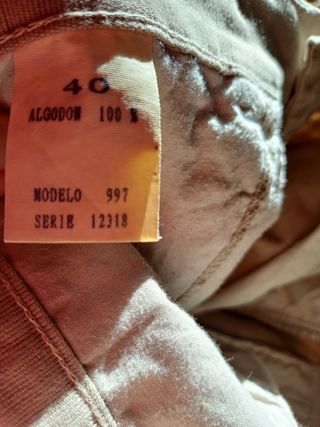 40
ALGODON 100 %
MODELO 997
SERIE 12318